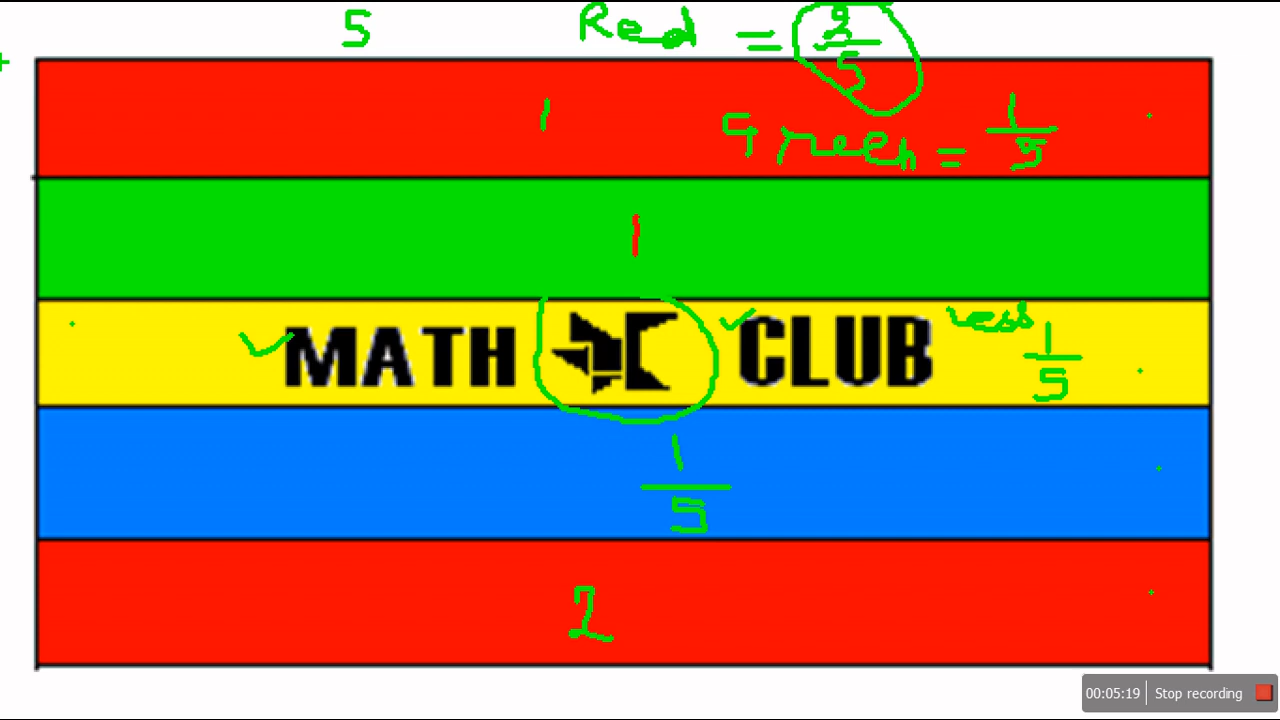 5 Red = 2/5
1 Green = 1/5
1
MATH CLUB less 1/5
1/5
2
00:05:19 Stop recording